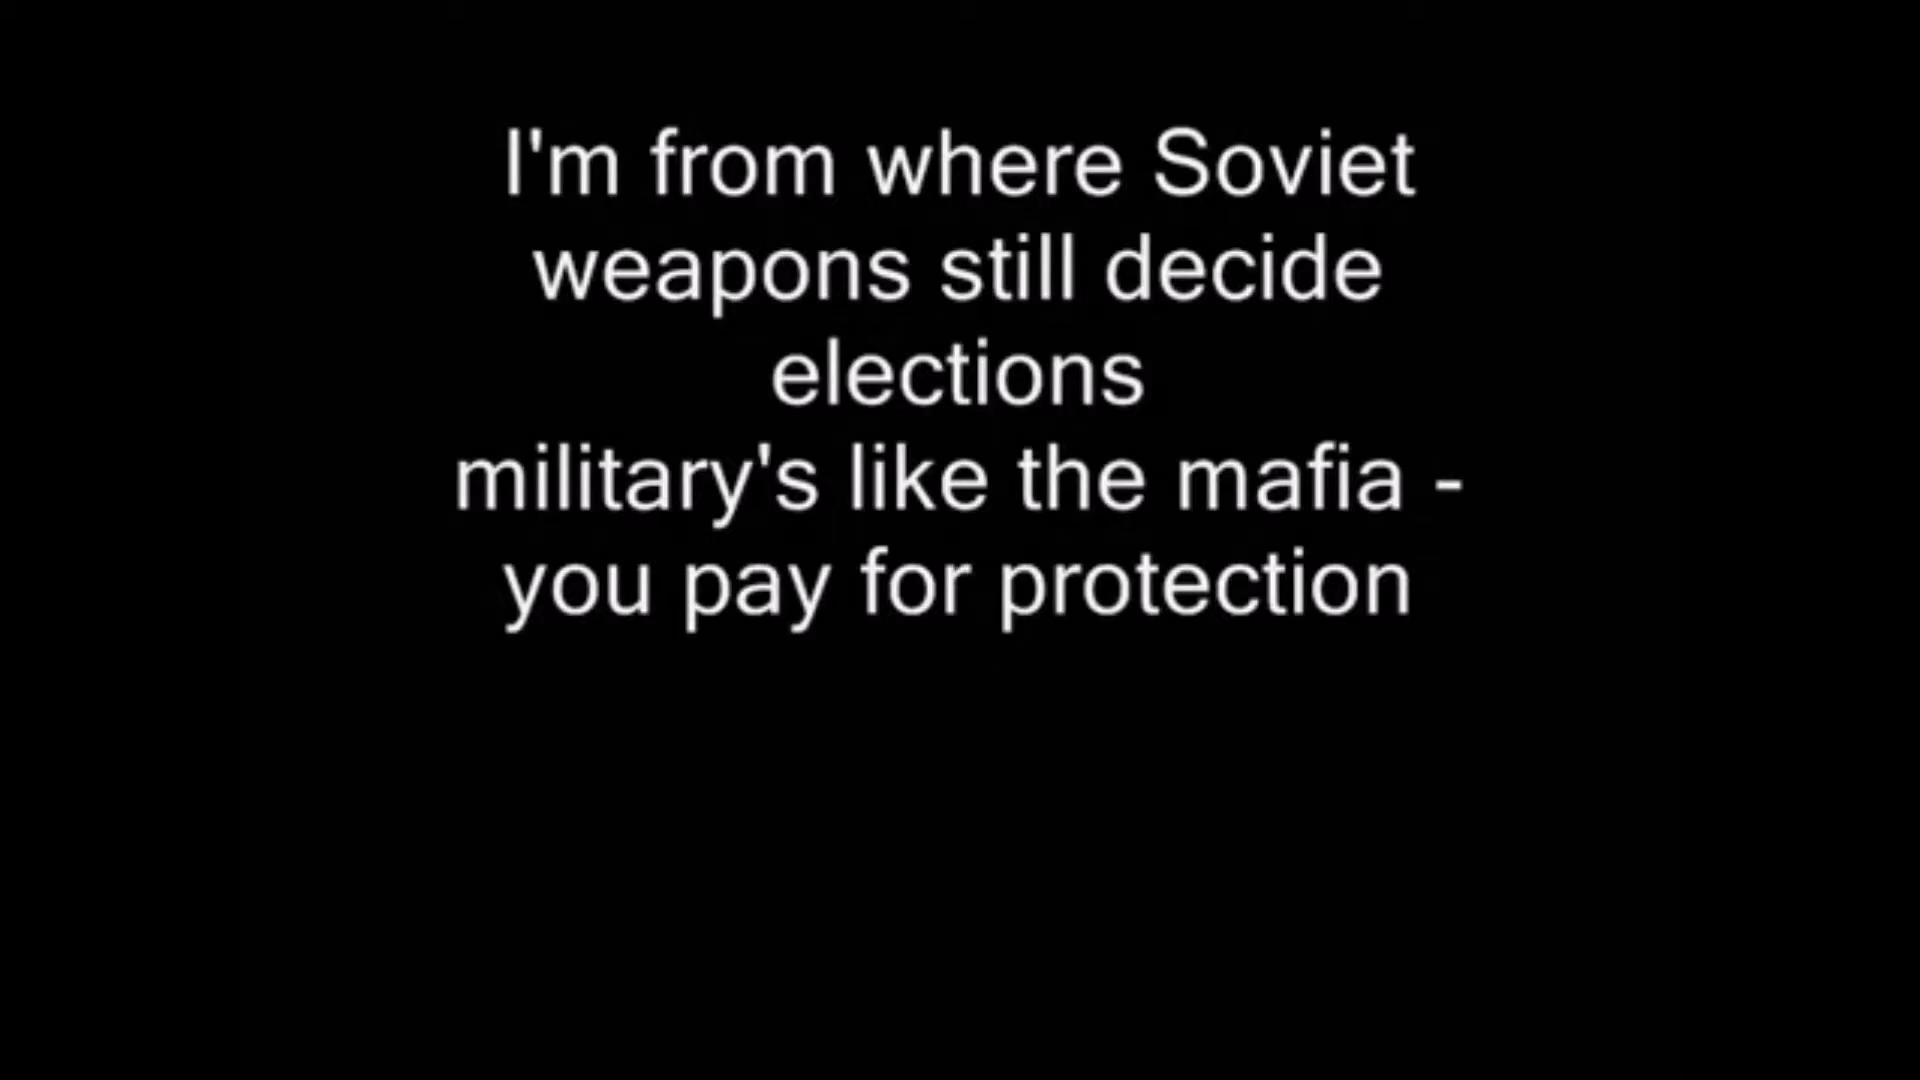 I'm from where Soviet
weapons still decide
elections
military's like the mafia -
you pay for protection